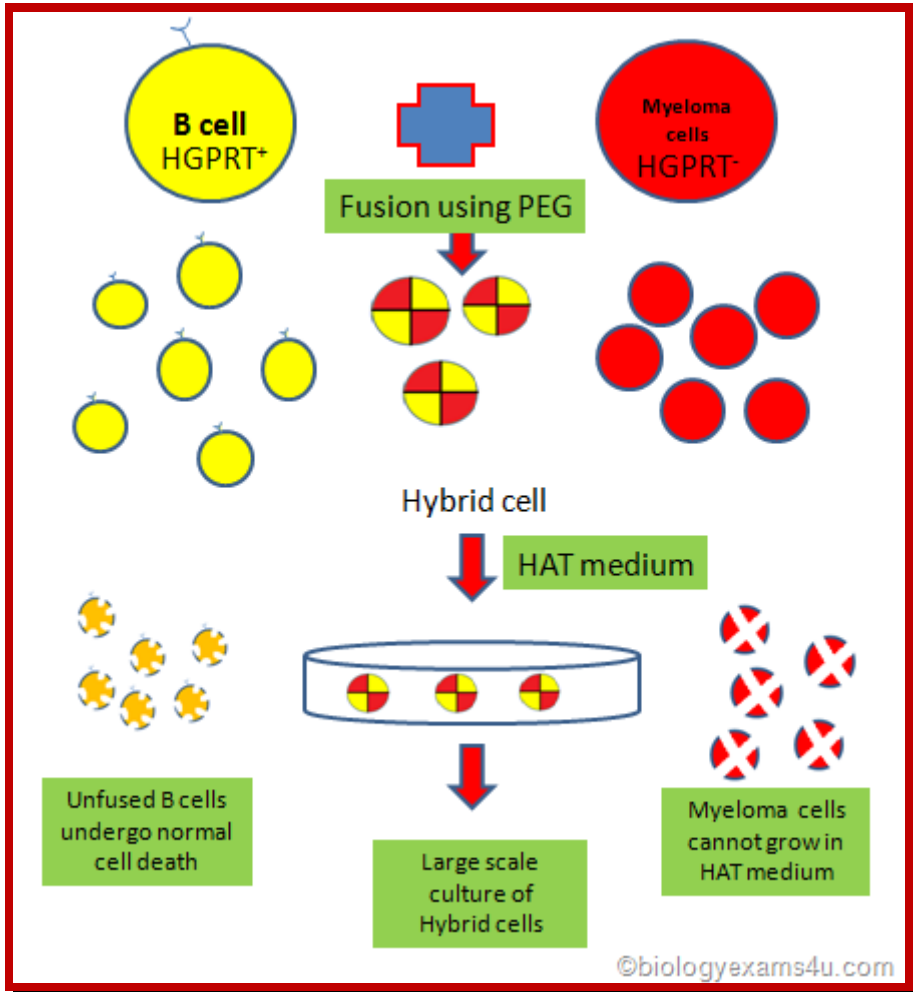 B cell
HGPRT⁺
Myeloma
cells
HGPRT⁻
Fusion using PEG
Hybrid cell
HAT medium
Unfused B cells
undergo normal
cell death
Large scale
culture of
Hybrid cells
Myeloma cells
cannot grow in
HAT medium
©biologyexams4u.com